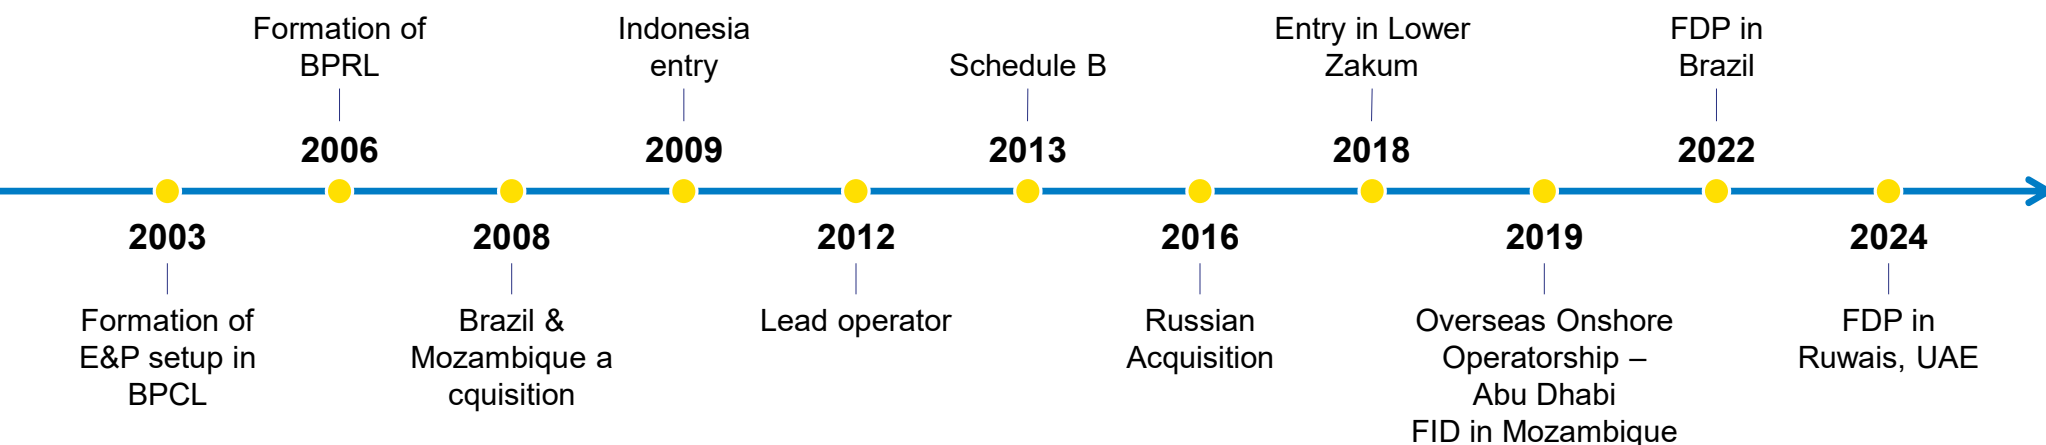 Formation of
BPRL
2006
Indonesia
entry
2009
Schedule B
2013
Entry in Lower
Zakum
2018
FDP in
Brazil
2022
2003
Formation of
E&P setup in
BPCL
2008
Brazil &
Mozambique a
cquisition
2012
Lead operator
2016
Russian
Acquisition
2019
Overseas Onshore
Operatorship –
Abu Dhabi
FID in Mozambique
2024
FDP in
Ruwais, UAE